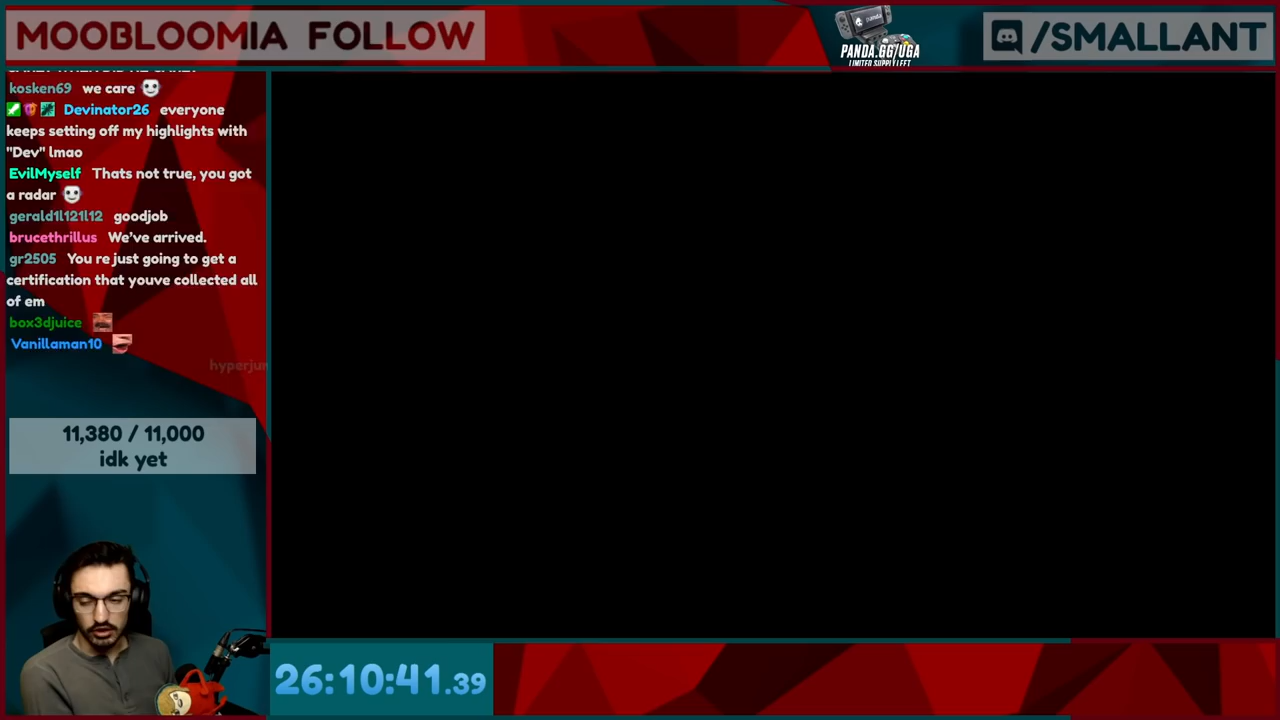 MOOBLOOMIA FOLLOW
PANDA.GG/UGA
LIMITED SUPPLY LEFT
/SMALLANT
kosken69 we care
Devinator26 everyone
keeps setting off my highlights with
"Dev" lmao
EvilMyself Thats not true, you got
a radar
gerald1l121l12 goodjob
brucethrillus We've arrived.
gr2505 You re just going to get a
certification that youve collected all
of em
box3djuice
Vanillaman10
hyperjun
11,380 / 11,000
idk yet
26:10:41.39